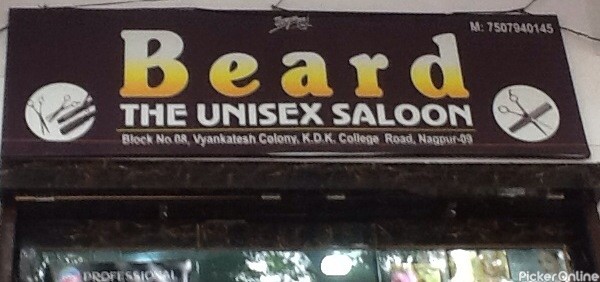 M: 7507940145
Beard
THE UNISEX SALOON
Block No.08, Vyankatesh Colony, K.D.K. College Road, Nagpur-09
PROFESSIONAL
PickerOnline